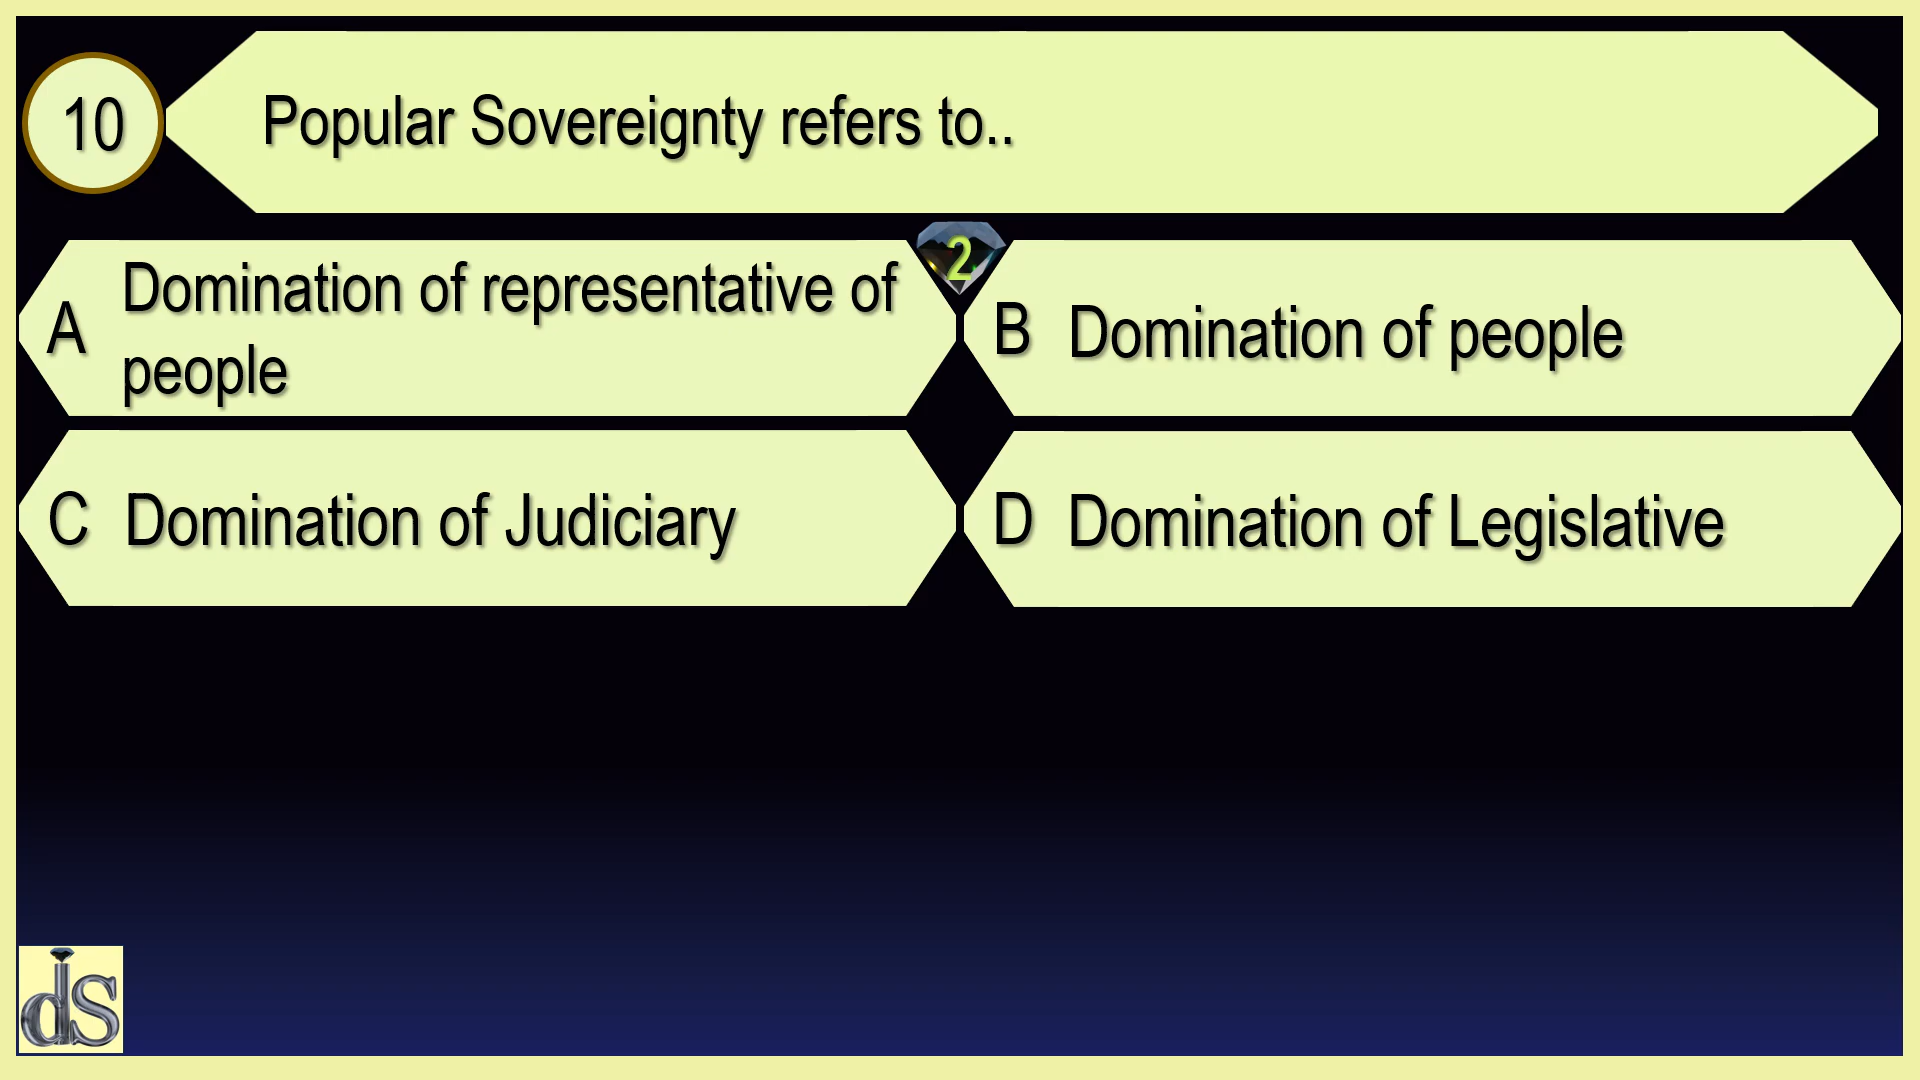 10
Popular Sovereignty refers to..
2
A
Domination of representative of
people
B Domination of people
C Domination of Judiciary
D Domination of Legislative
ds